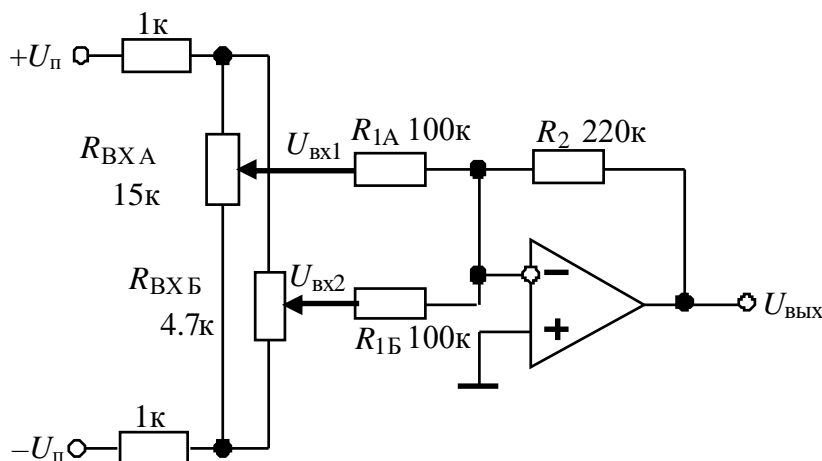 1к
+Uп
RВХ А
15к
Uвх1
R1А 100к
R2 220к
RВХ Б
4.7к
Uвх2
R1Б 100к
−
+
Uвых
1к
−Uп